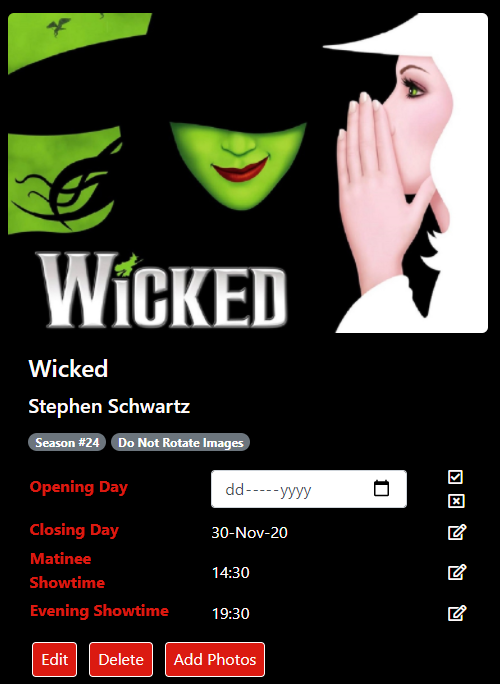 WiCKED
Wicked
Stephen Schwartz
Season #24 Do Not Rotate Images
Opening Day dd-----yyyy
Closing Day 30-Nov-20
Matinee
Showtime 14:30
Evening Showtime 19:30
Edit Delete Add Photos